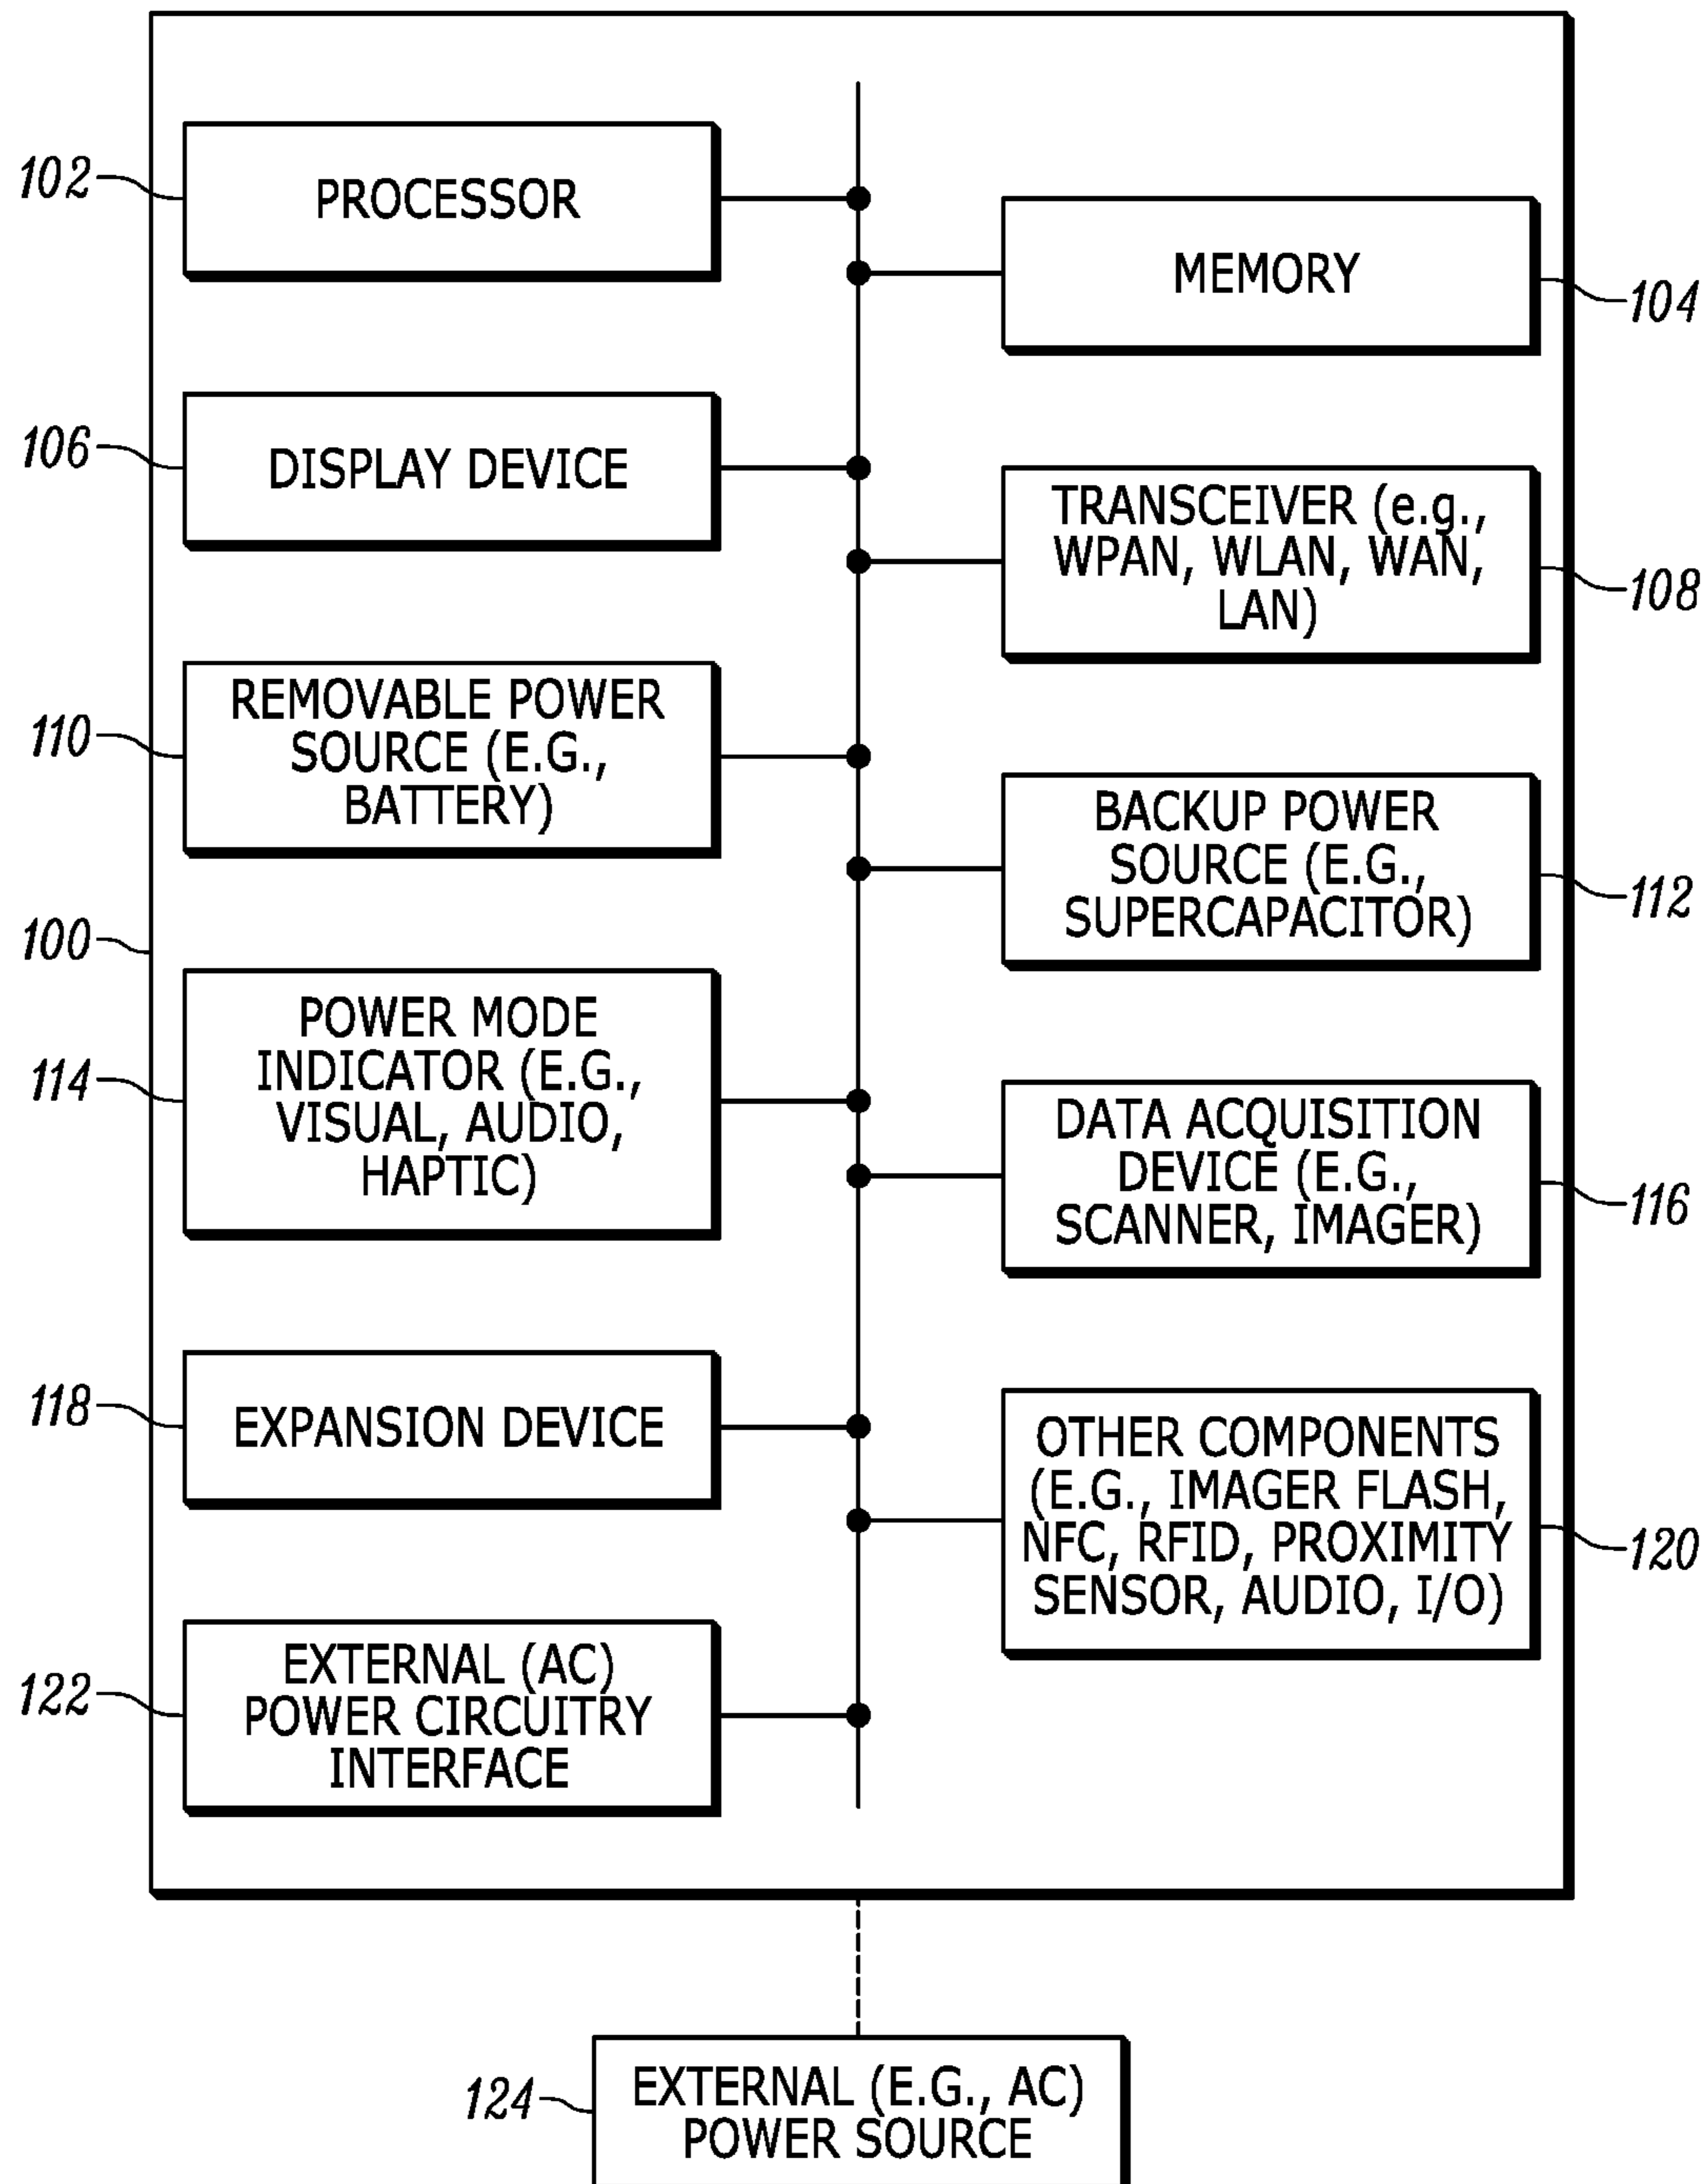 102
PROCESSOR
MEMORY
104
106
DISPLAY DEVICE
TRANSCEIVER (e.g.,
WPAN, WLAN, WAN,
LAN)
108
110
REMOVABLE POWER
SOURCE (E.G.,
BATTERY)
BACKUP POWER
SOURCE (E.G.,
SUPERCAPACITOR)
112
100
114
POWER MODE
INDICATOR (E.G.,
VISUAL, AUDIO,
HAPTIC)
DATA ACQUISITION
DEVICE (E.G.,
SCANNER, IMAGER)
116
118
EXPANSION DEVICE
OTHER COMPONENTS
(E.G., IMAGER FLASH,
NFC, RFID, PROXIMITY
SENSOR, AUDIO, I/O)
120
122
EXTERNAL (AC)
POWER CIRCUITRY
INTERFACE
124
EXTERNAL (E.G., AC)
POWER SOURCE